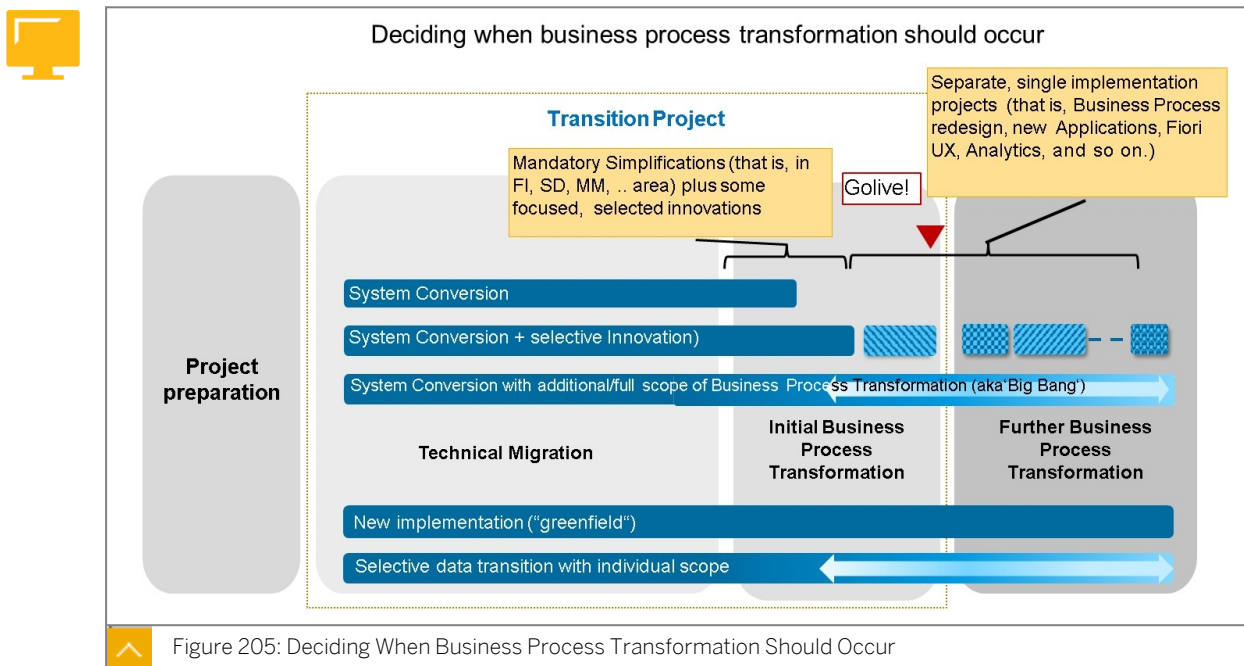 Deciding when business process transformation should occur
Separate, single implementation
projects (that is, Business Process
redesign, new Applications, Fiori
UX, Analytics, and so on.)
Transition Project
Mandatory Simplifications (that is, in
FI, SD, MM, .. area) plus some
focused, selected innovations
Golive!
System Conversion
System Conversion + selective Innovation)
System Conversion with additional/full scope of Business Process Transformation (aka‘Big Bang‘)
Project
preparation
Technical Migration
Initial Business
Process
Transformation
Further Business
Process
Transformation
New implementation (“greenfield“)
Selective data transition with individual scope
Figure 205: Deciding When Business Process Transformation Should Occur